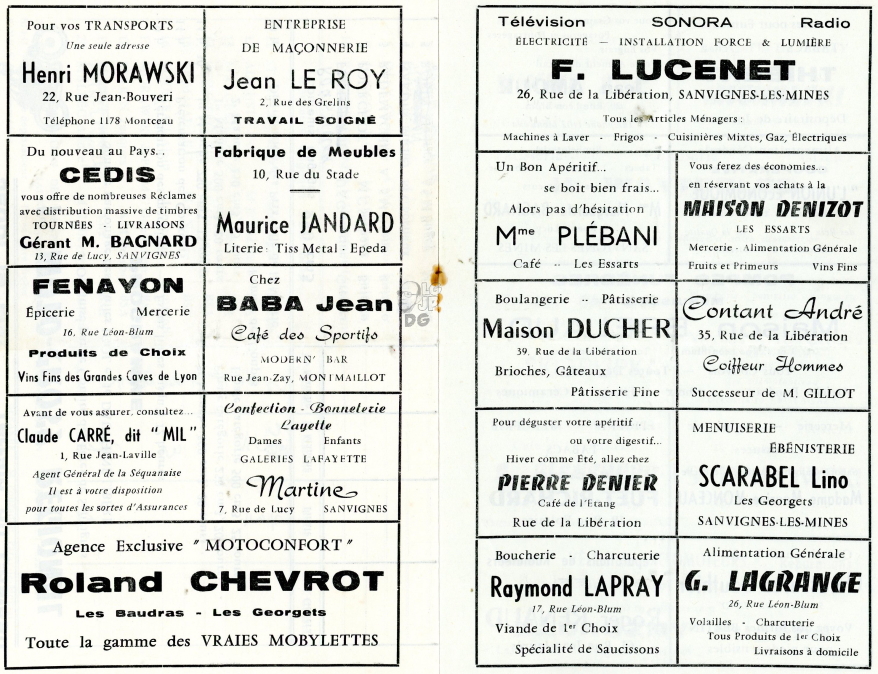 Pour vos TRANSPORTS
Une seule adresse
Henri MORAWSKI
22, Rue Jean-Bouveri
Téléphone 1178 Montceau
ENTREPRISE
DE MAÇONNERIE
Jean LE ROY
2, Rue des Grelins
TRAVAIL SOIGNÉ
Du nouveau au Pays..
CEDIS
vous offre de nombreuses Réclames
avec distribution massive de timbres
TOURNÉES - LIVRAISONS
Gérant M. BAGNARD
13, Rue de Lucy, SANVIGNES
Fabrique de Meubles
10, Rue du Stade
Maurice JANDARD
Literie - Tiss Metal - Epeda
FENAYON
Épicerie Mercerie
16, Rue Léon-Blum
Produits de Choix
Vins Fins des Grandes Caves de Lyon
Chez
BABA Jean
Café des Sportifs
MODERN' BAR
Rue Jean-Zay, MONTMAILLOT
Avant de vous assurer, consultez...
Claude CARRÉ, dit " MIL "
1, Rue Jean-Laville
Agent Général de la Séquanaise
Il est à votre disposition
pour toutes les sortes d'Assurances
Confection - Bonneterie
Layette
Dames Enfants
GALERIES LAFAYETTE
Martine
7, Rue de Lucy SANVIGNES
Agence Exclusive " MOTOCONFORT "
Roland CHEVROT
Les Baudras - Les Georgets
Toute la gamme des VRAIES MOBYLETTES
DG
Télévision SONORA Radio
ÉLECTRICITÉ — INSTALLATION FORCE & LUMIÈRE
F. LUCENET
26, Rue de la Libération, SANVIGNES-LES-MINES
Tous les Articles Ménagers :
Machines à Laver - Frigos - Cuisinières Mixtes, Gaz, Électriques
Un Bon Apéritif...
se boit bien frais...
Alors pas d'hésitation
Mme PLÉBANI
Café -- Les Essarts
Vous ferez des économies...
en réservant vos achats à la
MAISON DENIZOT
LES ESSARTS
Mercerie - Alimentation Générale
Fruits et Primeurs Vins Fins
Boulangerie -- Pâtisserie
Maison DUCHER
39, Rue de la Libération
Brioches, Gâteaux
Pâtisserie Fine
Contant André
35, Rue de la Libération
Coiffeur Hommes
Successeur de M. GILLOT
Pour déguster votre apéritif..
ou votre digestif...
Hiver comme Été, allez chez
PIERRE DENIER
Café de l'Etang
Rue de la Libération
MENUISERIE
ÉBÉNISTERIE
SCARABEL Lino
Les Georgets
SANVIGNES-LES-MINES
Boucherie - Charcuterie
Raymond LAPRAY
17, Rue Léon-Blum
Viande de 1er Choix
Spécialité de Saucissons
Alimentation Générale
G. LAGRANGE
26, Rue Léon-Blum
Volailles - Charcuterie
Tous Produits de 1er Choix
Livraisons à domicile